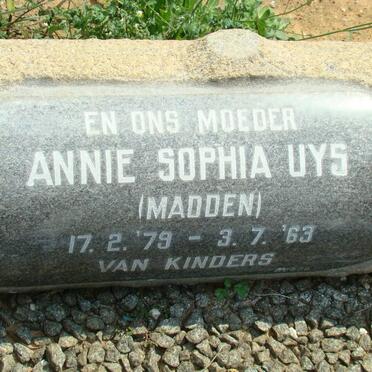 EN ONS MOEDER
ANNIE SOPHIA UYS
(MADDEN)
17. 2. '79 – 3. 7. '63
VAN KINDERS